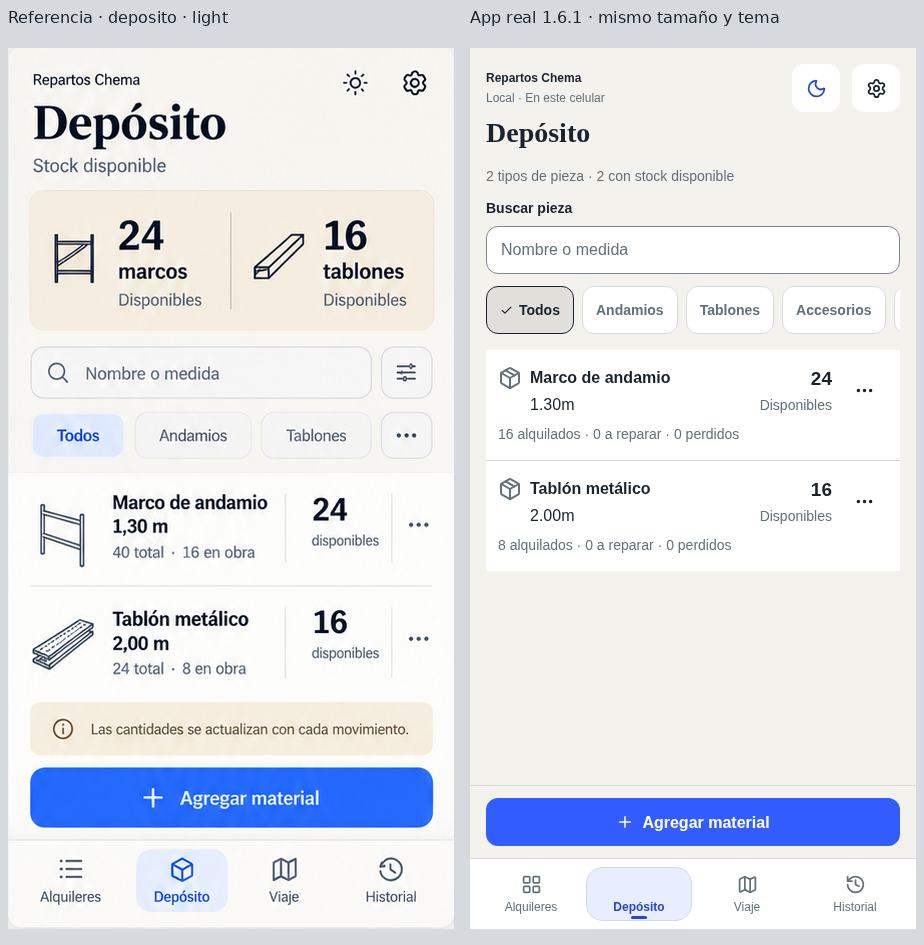 Referencia · deposito · light
Repartos Chema
Depósito
Stock disponible
24
marcos
Disponibles
16
tablones
Disponibles
Nombre o medida
Todos
Andamios
Tablones
Marco de andamio
1,30 m
40 total · 16 en obra
24
disponibles
Tablón metálico
2,00 m
24 total · 8 en obra
16
disponibles
Las cantidades se actualizan con cada movimiento.
Agregar material
Alquileres
Depósito
Viaje
Historial
App real 1.6.1 · mismo tamaño y tema
Repartos Chema
Local · En este celular
Depósito
2 tipos de pieza · 2 con stock disponible
Buscar pieza
Nombre o medida
Todos
Andamios
Tablones
Accesorios
Marco de andamio
1.30m
24
Disponibles
16 alquilados · 0 a reparar · 0 perdidos
Tablón metálico
2.00m
16
Disponibles
8 alquilados · 0 a reparar · 0 perdidos
Agregar material
Alquileres
Depósito
Viaje
Historial